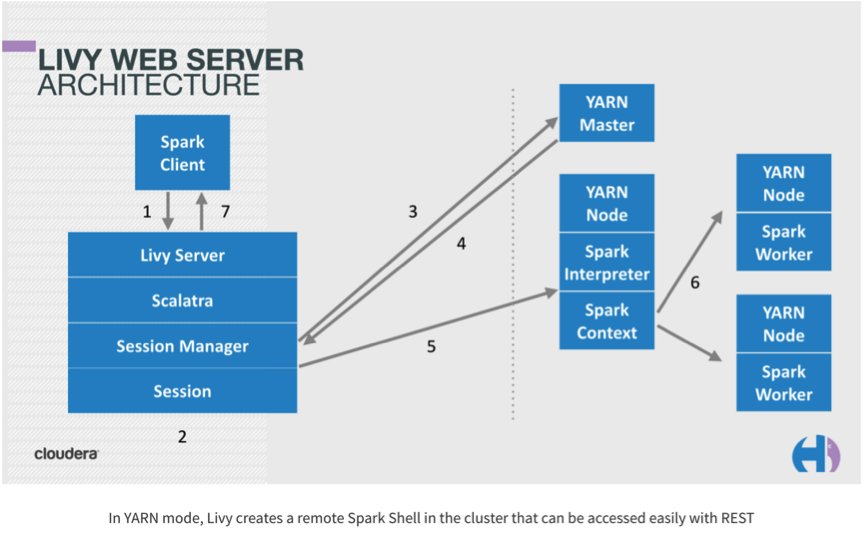 LIVY WEB SERVER
ARCHITECTURE
Spark
Client
1
7
Livy Server
Scalatra
Session Manager
Session
2
3
4
5
YARN
Master
YARN
Node
Spark
Interpreter
Spark
Context
6
YARN
Node
Spark
Worker
YARN
Node
Spark
Worker
cloudera
In YARN mode, Livy creates a remote Spark Shell in the cluster that can be accessed easily with REST